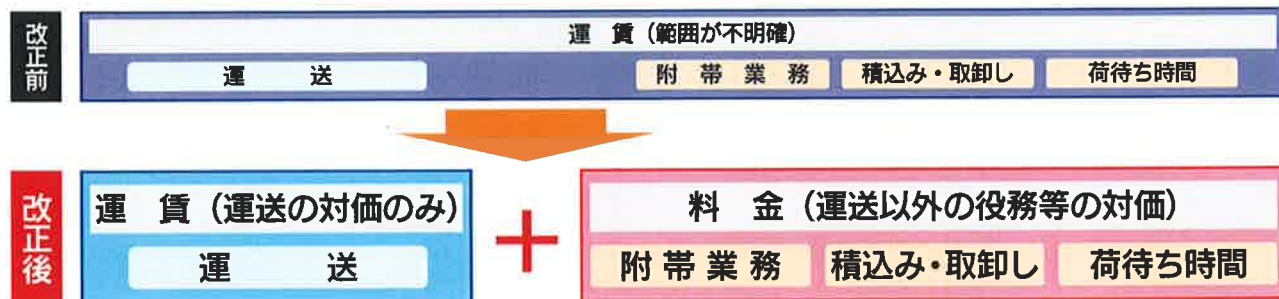 改正前
運 賃（範囲が不明確）
運 送
附 帯 業 務
積込み・取卸し
荷待ち時間
改正後
運 賃（運送の対価のみ）
運 送
＋
料 金（運送以外の役務等の対価）
附 帯 業 務
積込み・取卸し
荷待ち時間